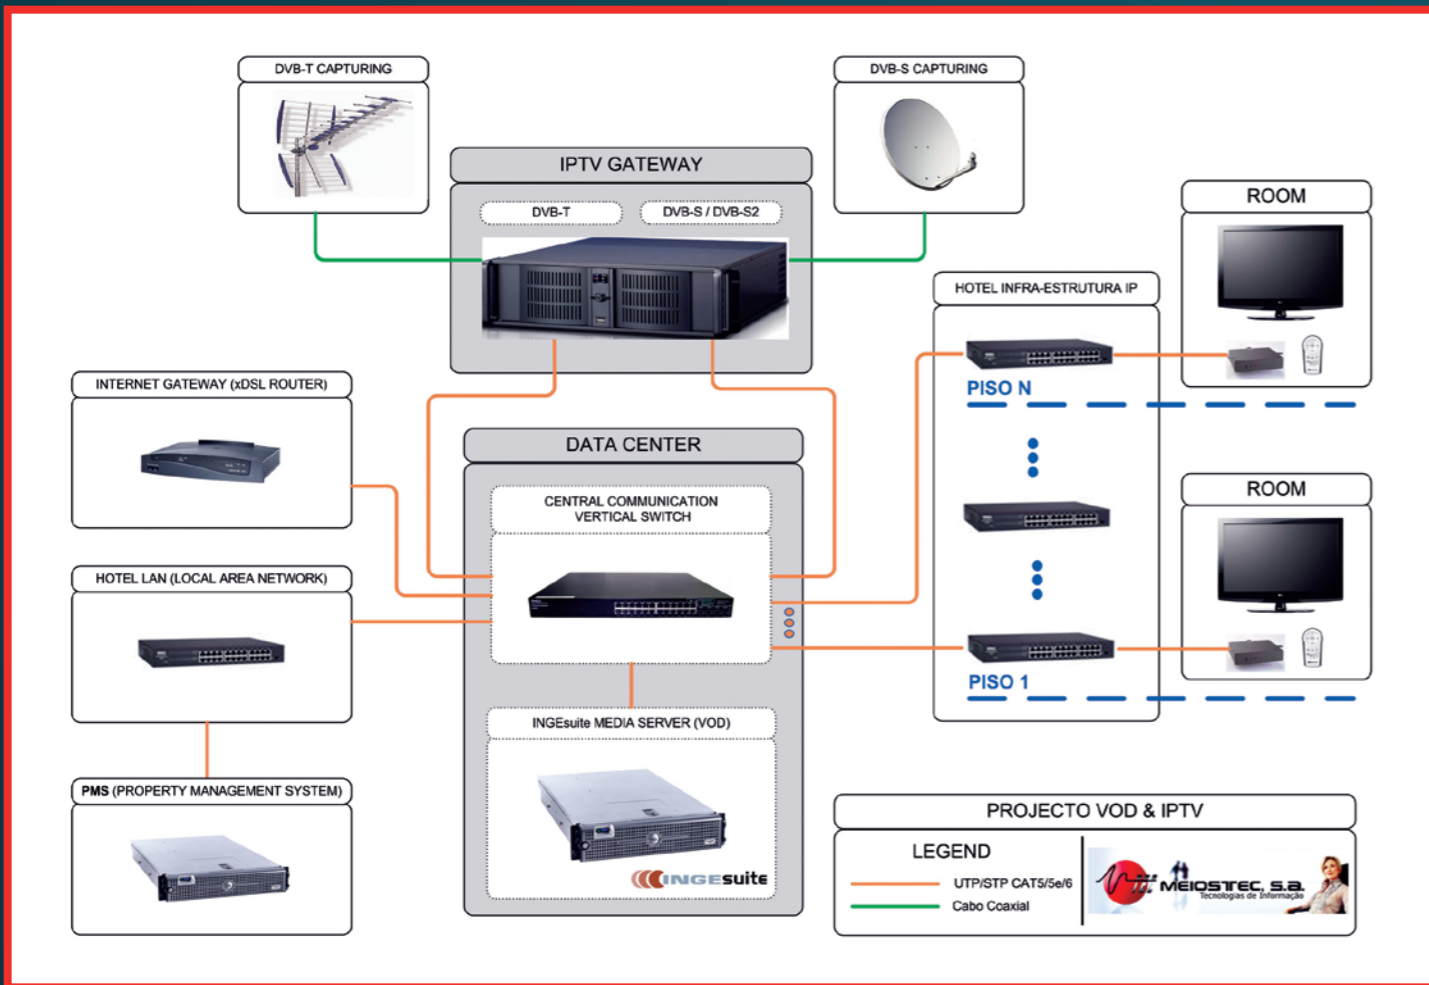 DVB-T CAPTURING
DVB-S CAPTURING
IPTV GATEWAY
DVB-T
DVB-S / DVB-S2
ROOM
HOTEL INFRA-ESTRUTURA IP
PISO N
INTERNET GATEWAY (xDSL ROUTER)
DATA CENTER
CENTRAL COMMUNICATION
VERTICAL SWITCH
ROOM
HOTEL LAN (LOCAL AREA NETWORK)
PISO 1
INGEsuite MEDIA SERVER (VOD)
PMS (PROPERTY MANAGEMENT SYSTEM)
INGEsuite
PROJECTO VOD & IPTV
LEGEND
UTP/STP CAT5/5e/6
Cabo Coaxial
MEIOSTEC, S.A.
Tecnologias de Informação